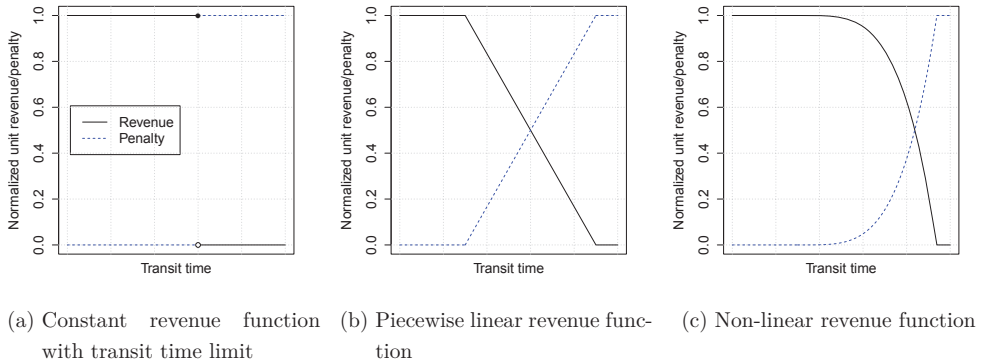 Normalized unit revenue/penalty
1.0
0.8
0.6
0.4
0.2
0.0
Revenue
Penalty
Transit time
(a) Constant revenue function
with transit time limit
Normalized unit revenue/penalty
1.0
0.8
0.6
0.4
0.2
0.0
Transit time
(b) Piecewise linear revenue func-
tion
Normalized unit revenue/penalty
1.0
0.8
0.6
0.4
0.2
0.0
Transit time
(c) Non-linear revenue function